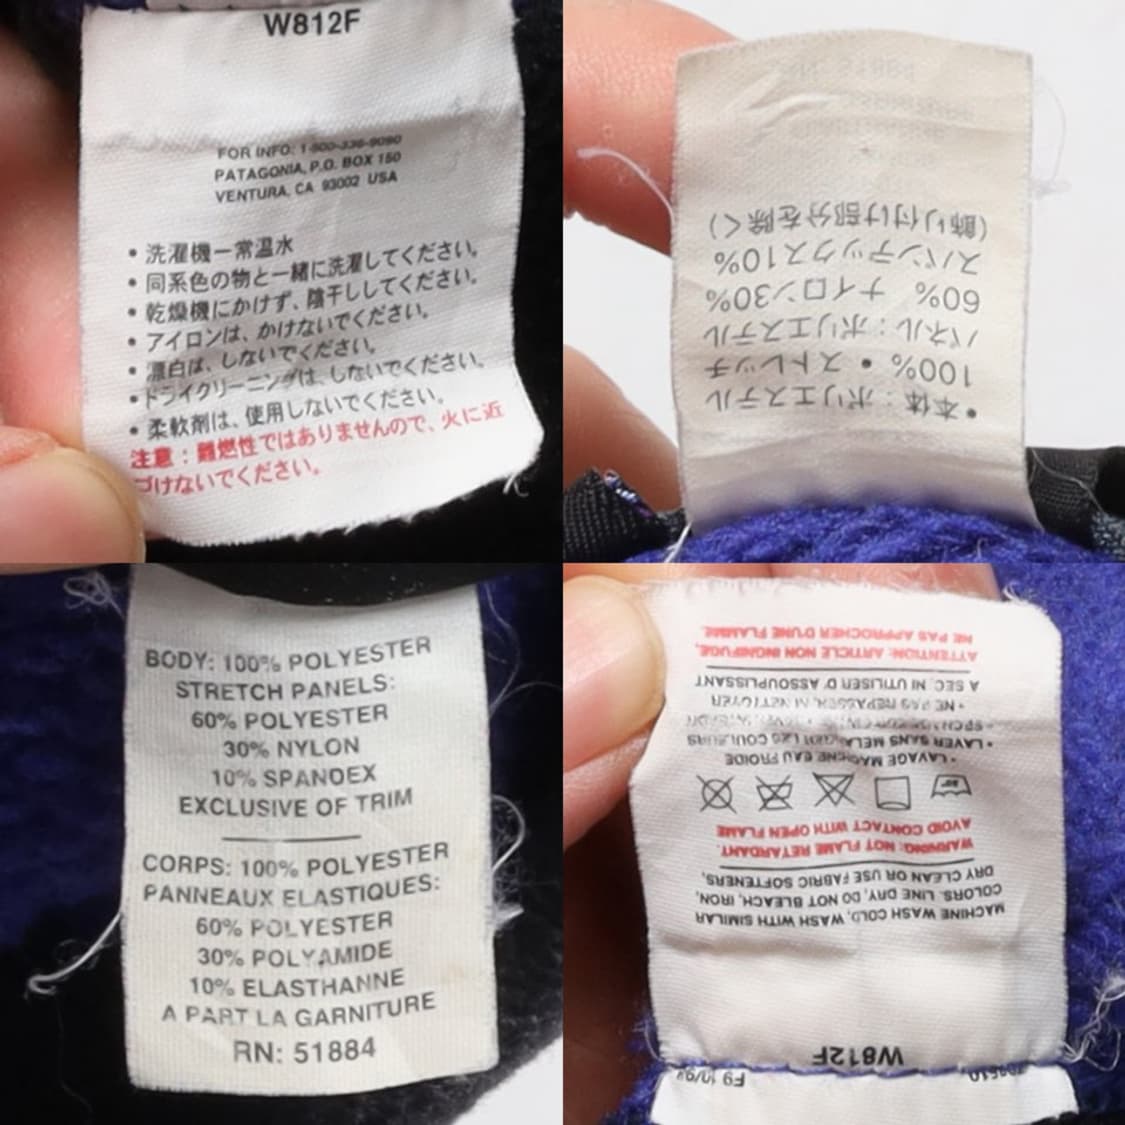 W812F
FOR INFO: 1-800-336-9090
PATAGONIA, P.O. BOX 150
VENTURA, CA 93002 USA
• 洗濯機ー常温水
• 同系色の物と一緒に洗濯してください。
• 乾燥機にかけず、陰干ししてください。
• アイロンは、かけないでください。
• 漂白は、しないでください。
• ドライクリーニングは、しないでください。
• 柔軟剤は、使用しないでください。
注意：難燃性ではありませんので、火に近
づけないでください。
• 本体：ポリエステル
100% • ストレッチ
パネル：ポリエステル
60% ナイロン30%
スパンデックス10%
(飾り付け部分を除く)
BODY: 100% POLYESTER
STRETCH PANELS:
60% POLYESTER
30% NYLON
10% SPANDEX
EXCLUSIVE OF TRIM
CORPS: 100% POLYESTER
PANNEAUX ELASTIQUES:
60% POLYESTER
30% POLYAMIDE
10% ELASTHANNE
A PART LA GARNITURE
RN: 51884
W812F
MACHINE WASH COLD, WASH WITH SIMILAR
COLORS, LINE DRY, DO NOT BLEACH, IRON,
DRY CLEAN OR USE FABRIC SOFTENERS,
WARNING: NOT FLAME RETARDANT.
AVOID CONTACT WITH OPEN FLAME
• LAVAGE MACHINE EAU FROIDE
• LAVER SANS MELANGER LES COULEURS
• NE PAS REPASSER, NI NETTOYER
A SEC, NI UTILISER D'ASSOUPLISSANT
ATTENTION: ARTICLE NON IGNIFUGE,
NE PAS APPROCHER D'UNE FLAMME.